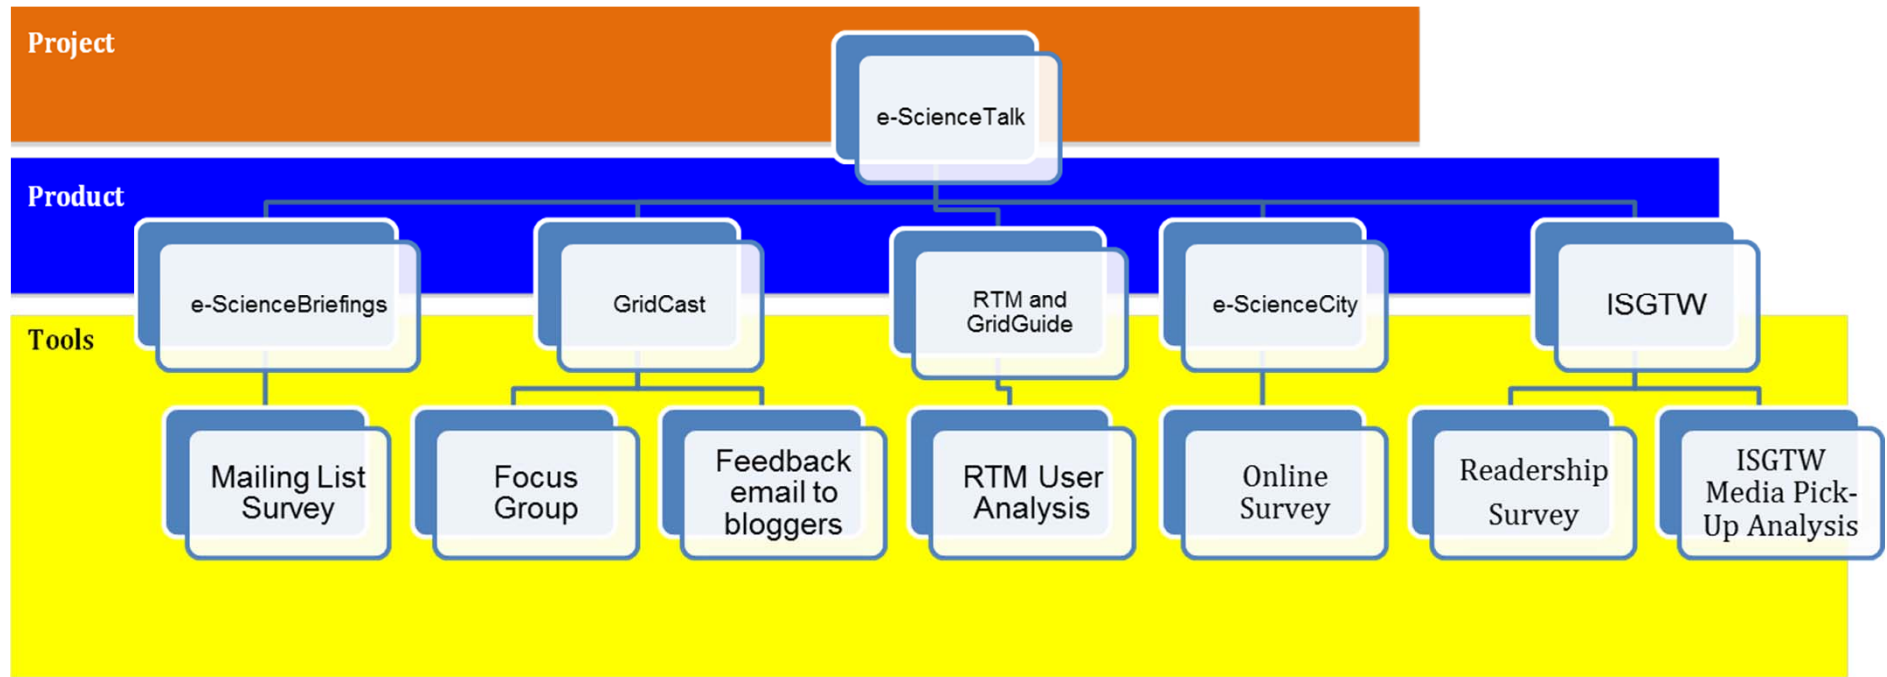 Project
e-ScienceTalk
Product
e-ScienceBriefings
GridCast
RTM and
GridGuide
e-ScienceCity
ISGTW
Tools
Mailing List
Survey
Focus
Group
Feedback
email to
bloggers
RTM User
Analysis
Online
Survey
Readership
Survey
ISGTW
Media Pick-
Up Analysis